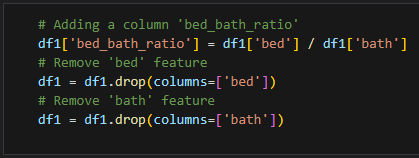 # Adding a column 'bed_bath_ratio'
df1['bed_bath_ratio'] = df1['bed'] / df1['bath']
# Remove 'bed' feature
df1 = df1.drop(columns=['bed'])
# Remove 'bath' feature
df1 = df1.drop(columns=['bath'])